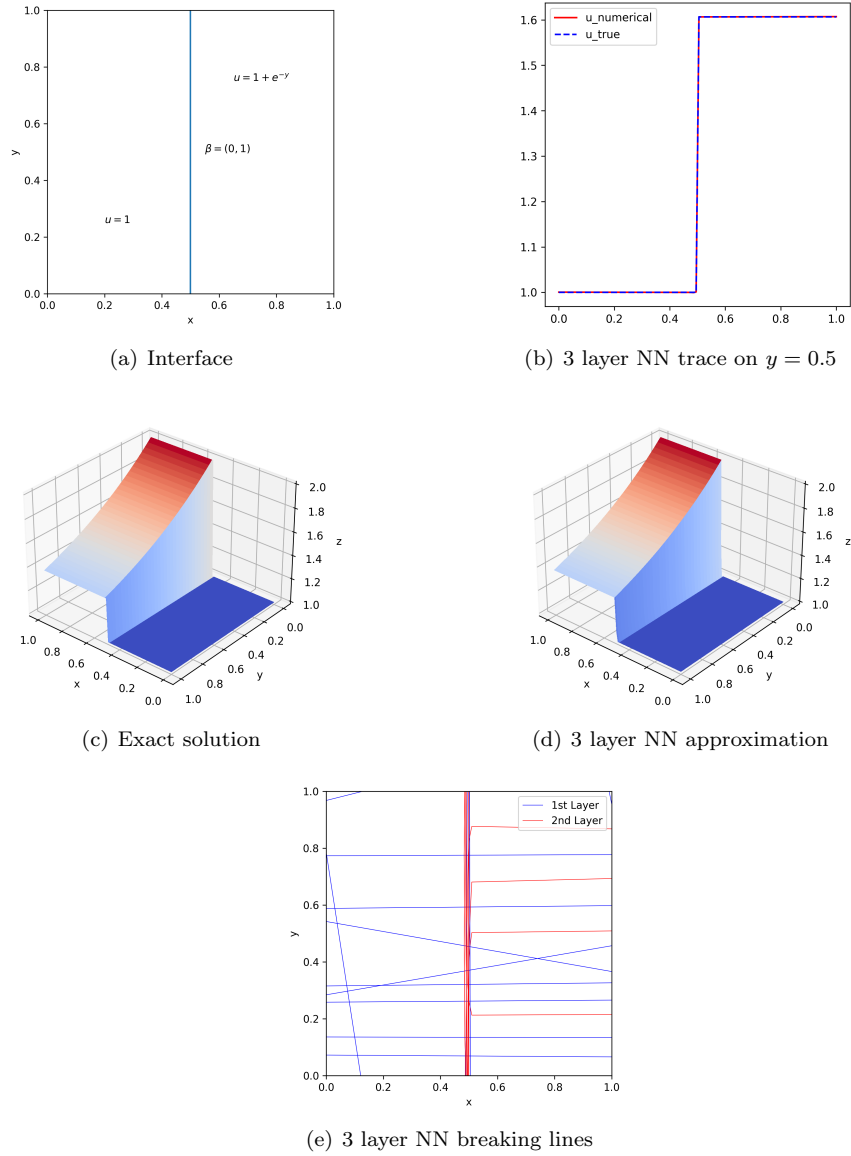 1.0
0.8
0.6
0.4
0.2
0.0
y
u = 1 + e^{-y}
β = (0, 1)
u = 1
0.0 0.2 0.4 0.6 0.8 1.0
x
(a) Interface
u_numerical
u_true
1.6
1.5
1.4
1.3
1.2
1.1
1.0
0.0 0.2 0.4 0.6 0.8 1.0
(b) 3 layer NN trace on y = 0.5
2.0
1.8
1.6
1.4
1.2
1.0
z
1.0 0.8 0.6 0.4 0.2 0.0
x
0.0 0.2 0.4 0.6 0.8 1.0
y
(c) Exact solution
2.0
1.8
1.6
1.4
1.2
1.0
z
1.0 0.8 0.6 0.4 0.2 0.0
x
0.0 0.2 0.4 0.6 0.8 1.0
y
(d) 3 layer NN approximation
1.0
0.8
0.6
0.4
0.2
0.0
y
1st Layer
2nd Layer
0.0 0.2 0.4 0.6 0.8 1.0
x
(e) 3 layer NN breaking lines